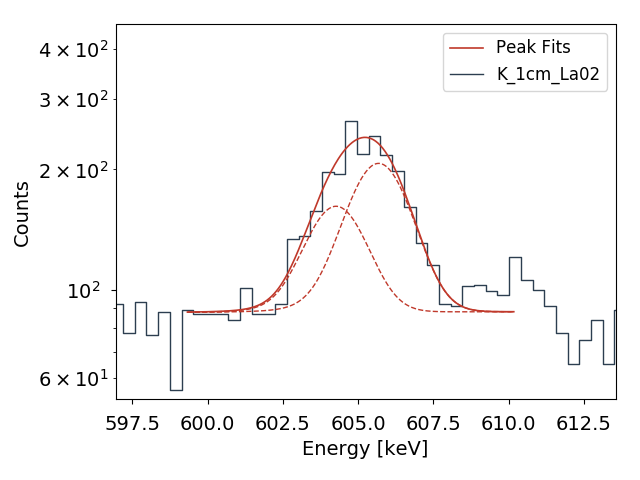 4 × 10²
3 × 10²
2 × 10²
10²
6 × 10¹
Counts
Peak Fits
K_1cm_La02
597.5 600.0 602.5 605.0 607.5 610.0 612.5
Energy [keV]